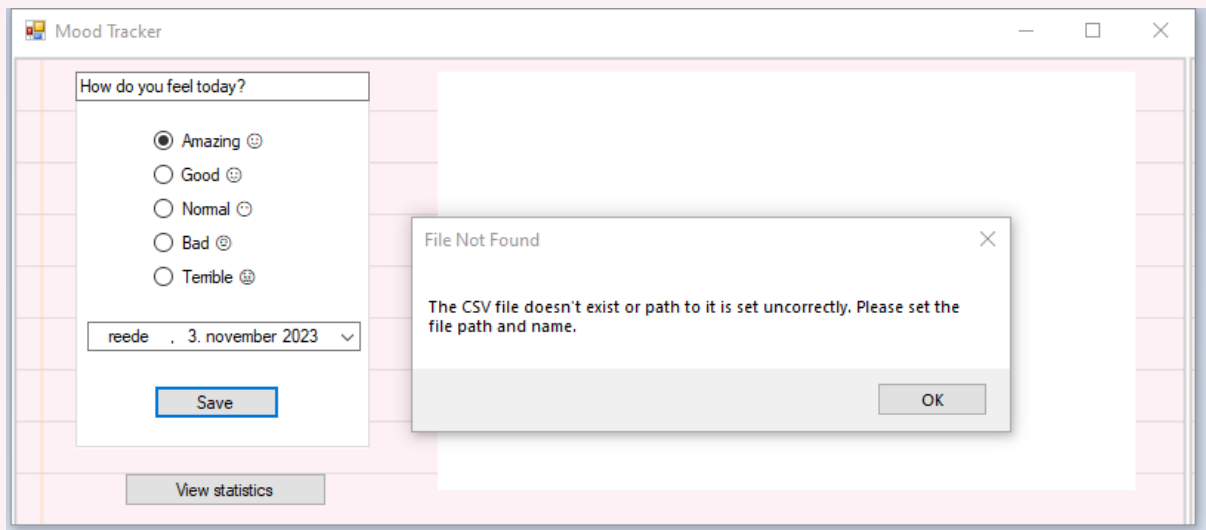 Mood Tracker
How do you feel today?
Amazing
Good
Normal
Bad
Terrible
reede , 3. november 2023
Save
View statistics
File Not Found
The CSV file doesn't exist or path to it is set uncorrectly. Please set the
file path and name.
OK